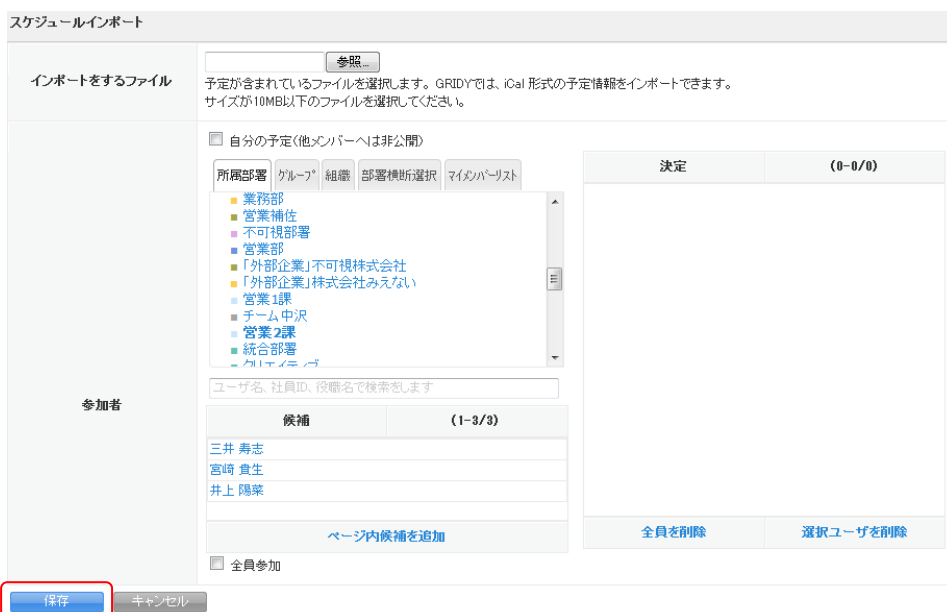 スケジュールインポート
インポートをするファイル
参照...
予定が含まれているファイルを選択します。GRIDYでは、iCal 形式の予定情報をインポートできます。
サイズが10MB以下のファイルを選択してください。
参加者
自分の予定(他メンバーへは非公開)
所属部署 グループ 組織 部署横断選択 マイメンバーリスト
業務部
営業補佐
不可視部署
営業部
「外部企業」不可視株式会社
「外部企業」株式会社みえない
営業1課
チーム中沢
営業2課
統合部署
クリエイティブ
ユーザ名、社員ID、役職名で検索をします
候補 (1-3/3)
三井 寿志
宮崎 貴生
井上 陽菜
ページ内候補を追加
全員参加
決定 (0-0/0)
全員を削除 選択ユーザを削除
保存 キャンセル